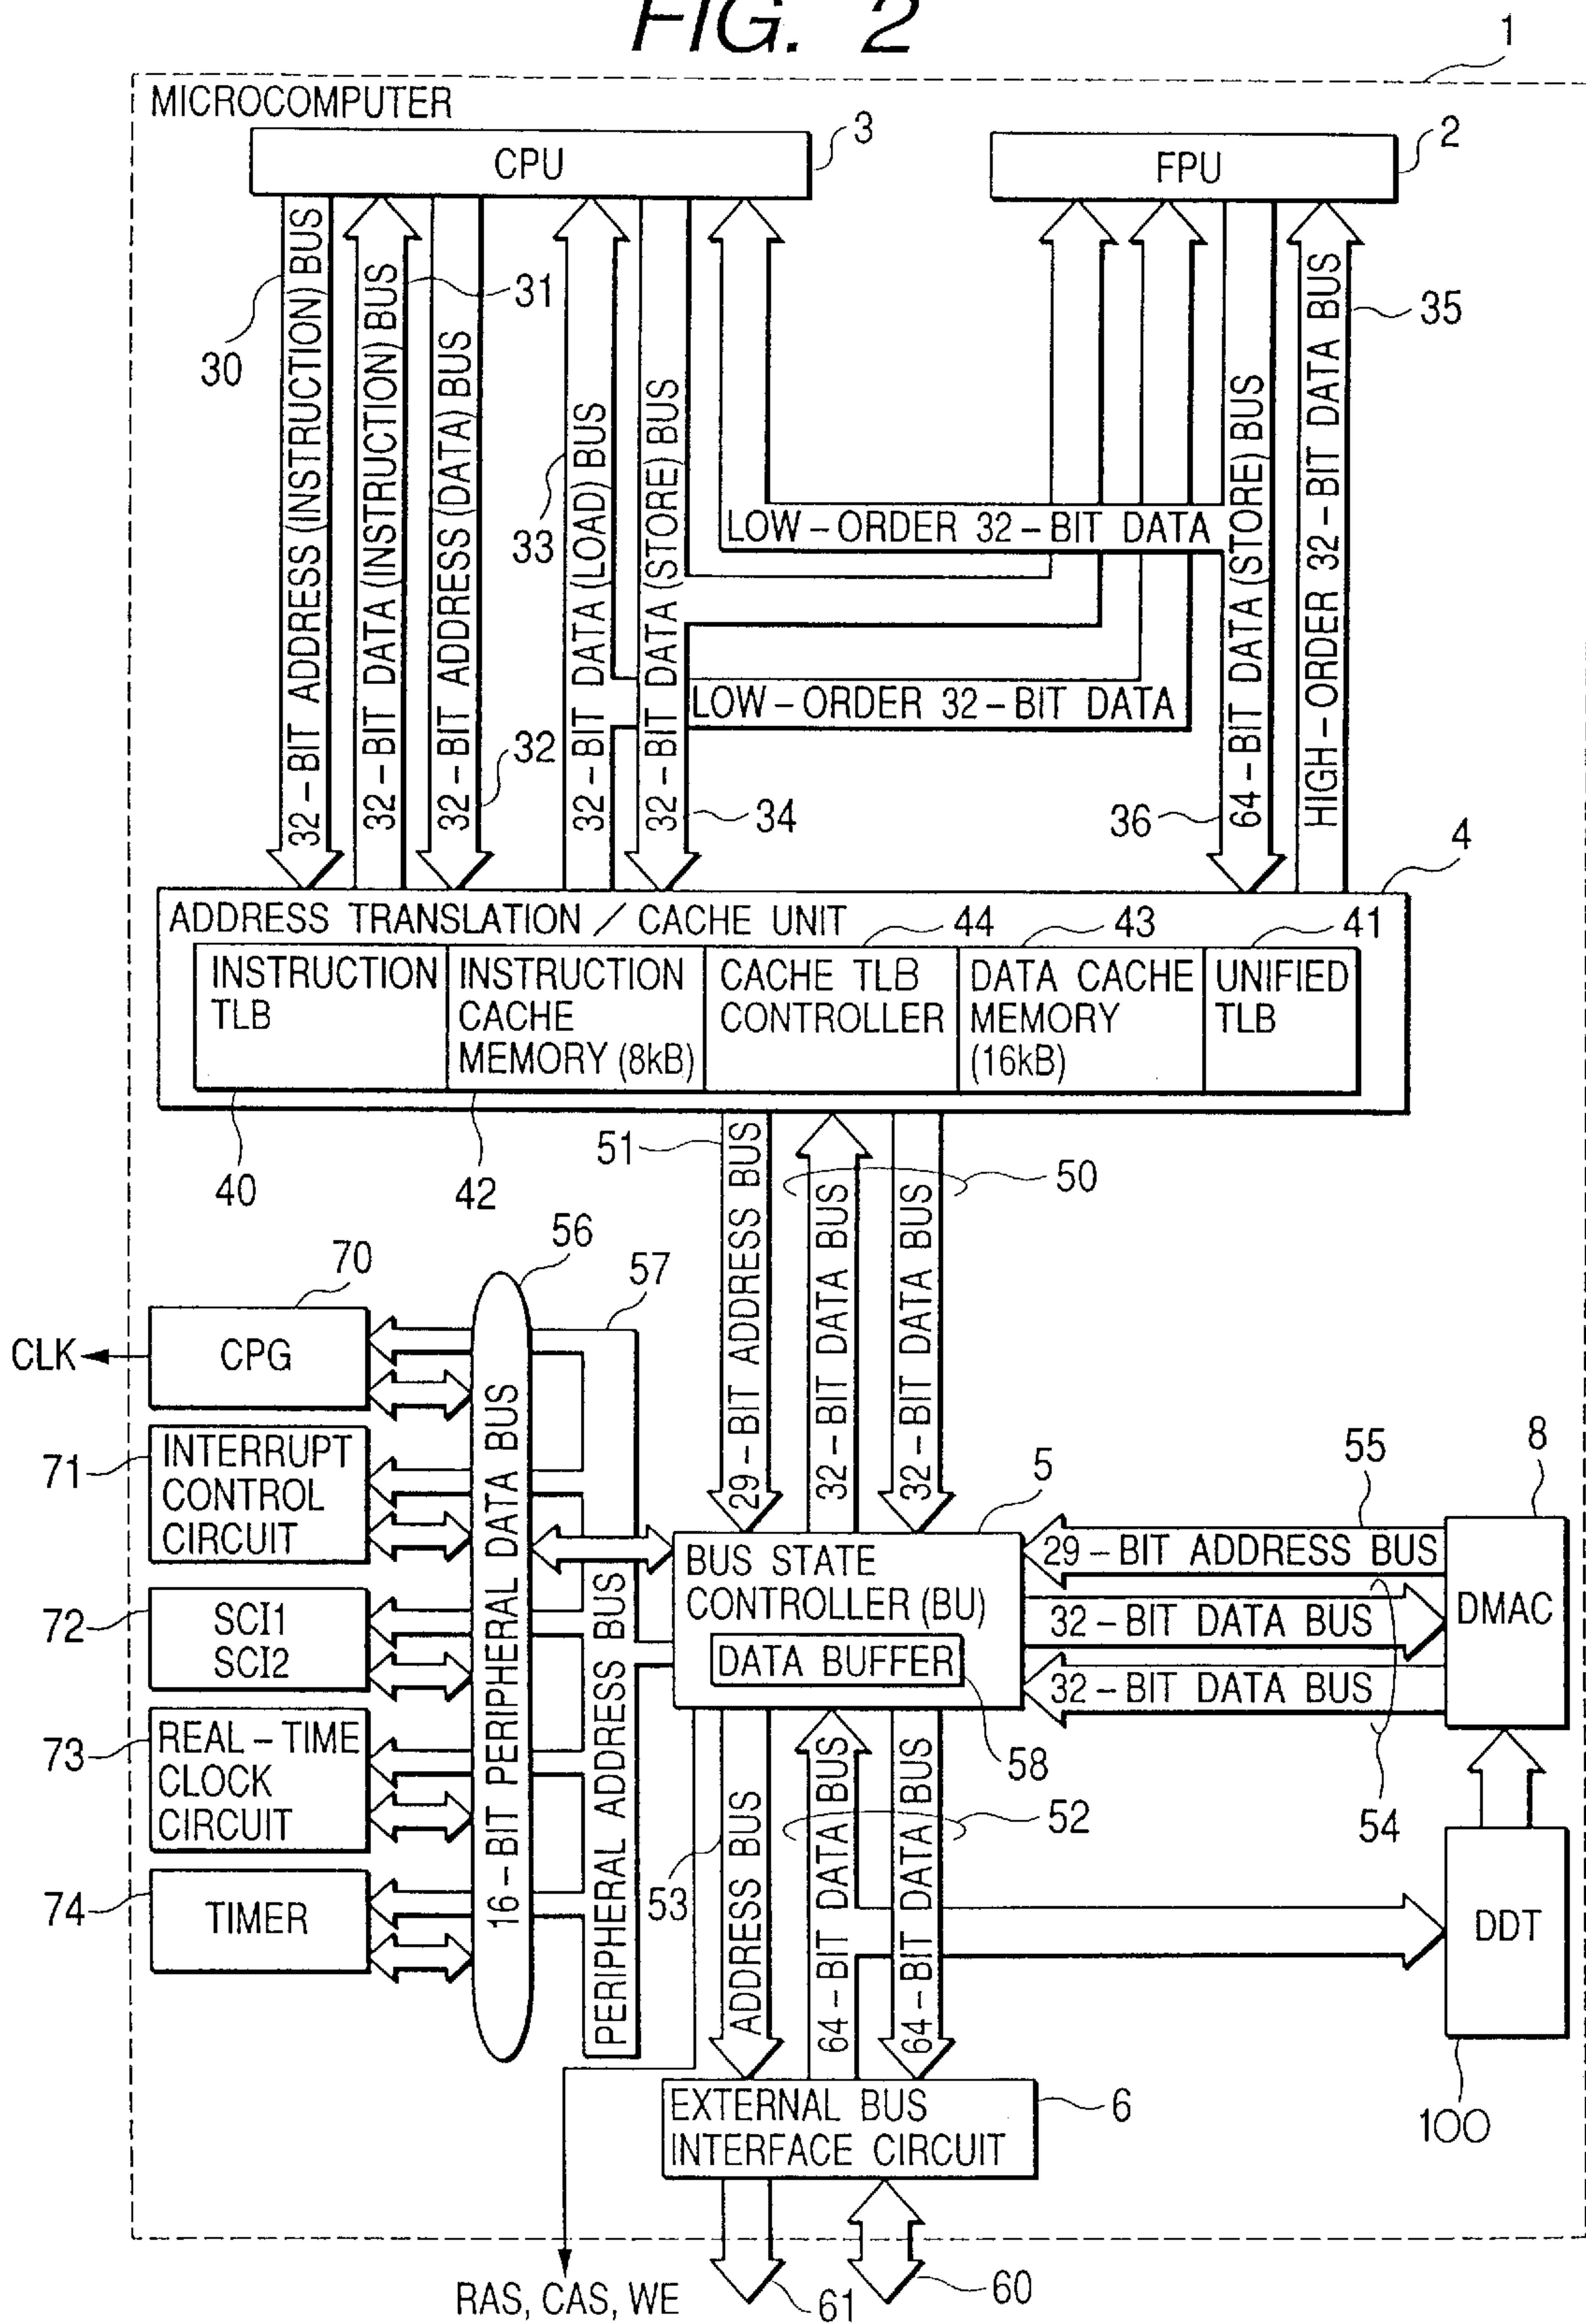 FIG. 2
1
MICROCOMPUTER
CPU
3
FPU
2
30
32-BIT ADDRESS (INSTRUCTION) BUS
32-BIT DATA (INSTRUCTION) BUS
31
32-BIT ADDRESS (DATA) BUS
32
33
32-BIT DATA (LOAD) BUS
32-BIT DATA (STORE) BUS
34
LOW-ORDER 32-BIT DATA
LOW-ORDER 32-BIT DATA
36
64-BIT DATA (STORE) BUS
HIGH-ORDER 32-BIT DATA BUS
35
4
ADDRESS TRANSLATION / CACHE UNIT
44
43
41
INSTRUCTION
TLB
INSTRUCTION
CACHE
MEMORY (8kB)
CACHE TLB
CONTROLLER
DATA CACHE
MEMORY
(16kB)
UNIFIED
TLB
40
42
51
29-BIT ADDRESS BUS
32-BIT DATA BUS
32-BIT DATA BUS
50
70
56
57
CLK
CPG
71
INTERRUPT
CONTROL
CIRCUIT
72
SCI1
SCI2
73
REAL-TIME
CLOCK
CIRCUIT
74
TIMER
16-BIT PERIPHERAL DATA BUS
PERIPHERAL ADDRESS BUS
5
BUS STATE
CONTROLLER (BU)
DATA BUFFER
58
55
8
29-BIT ADDRESS BUS
32-BIT DATA BUS
32-BIT DATA BUS
DMAC
54
53
ADDRESS BUS
64-BIT DATA BUS
64-BIT DATA BUS
52
DDT
100
EXTERNAL BUS
INTERFACE CIRCUIT
6
RAS, CAS, WE
61
60